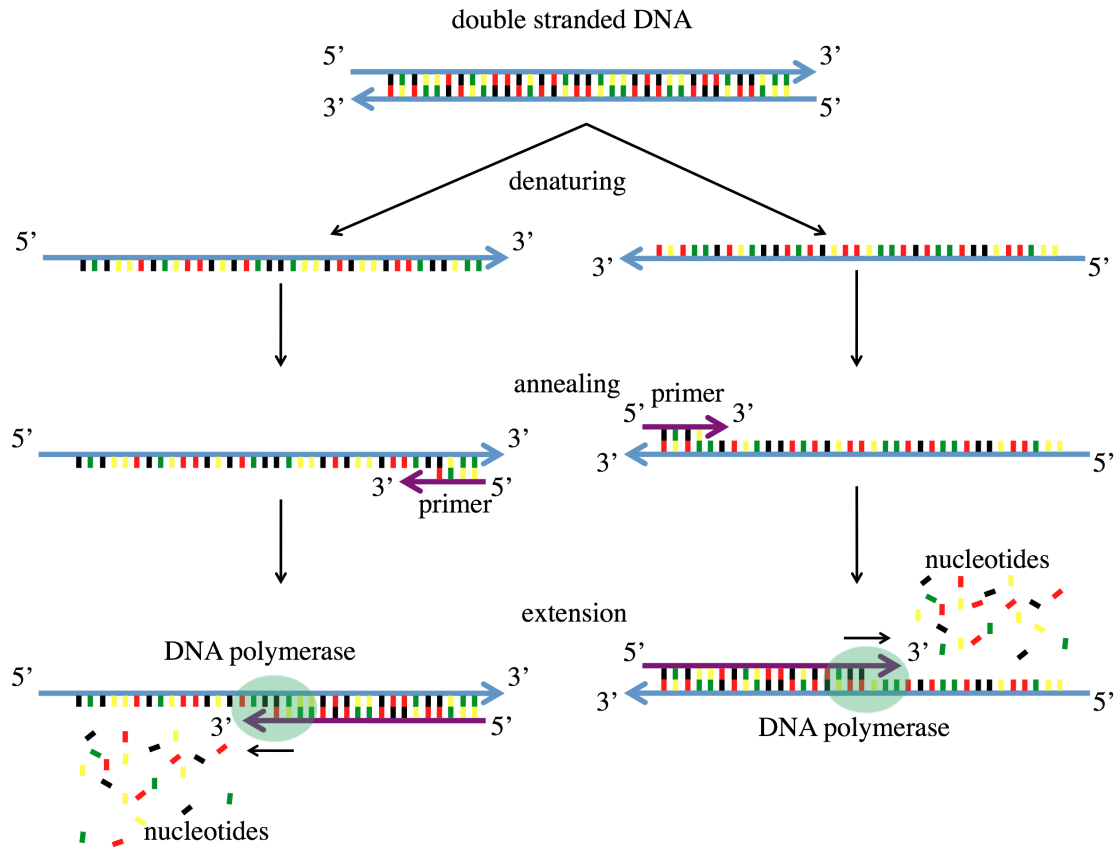 double stranded DNA
5’ 3’
3’ 5’
denaturing
5’ 3’
3’ 5’
annealing
primer
5’ 3’
5’ 3’
3’ 5’
3’ 5’
primer
nucleotides
extension
DNA polymerase
5’ 3’
5’ 3’
3’ 5’
3’ 5’
DNA polymerase
nucleotides